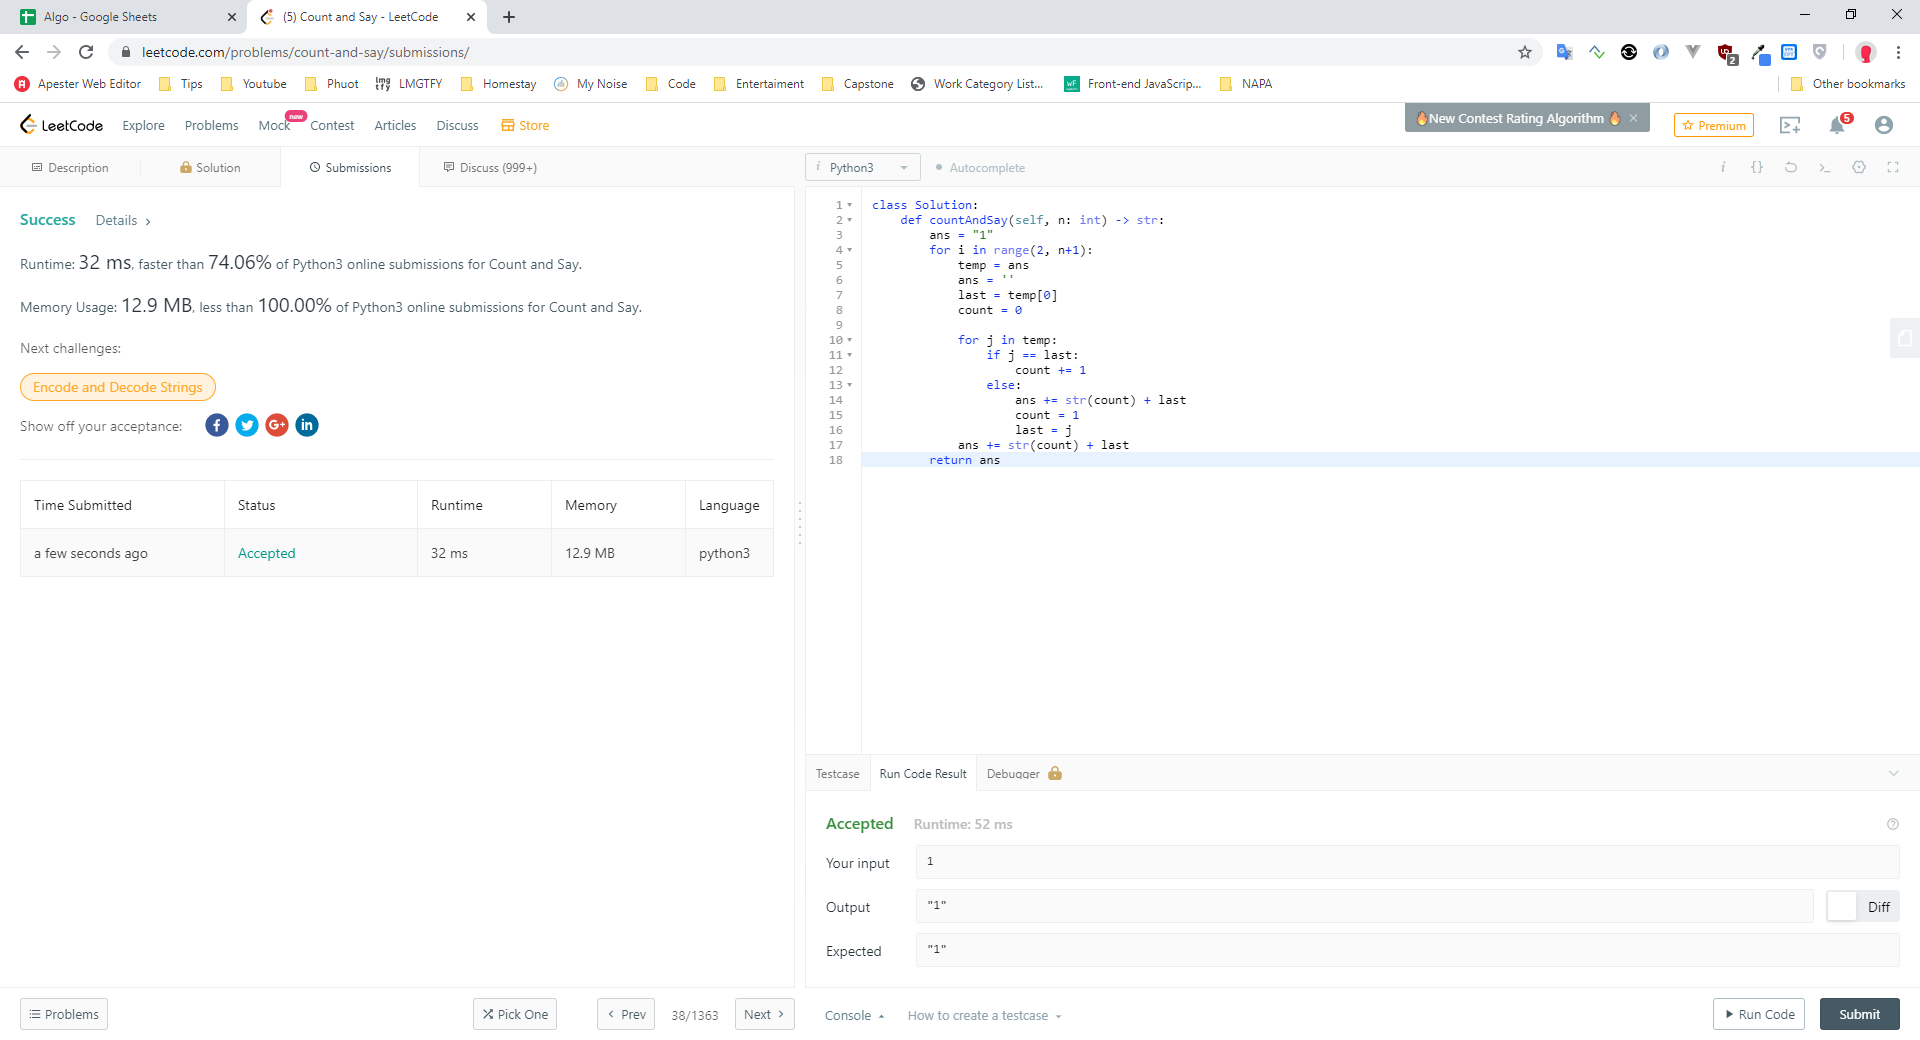 Algo - Google Sheets
(5) Count and Say - LeetCode
leetcode.com/problems/count-and-say/submissions/
2
Apester Web Editor Tips Youtube Phuot LMGTFY Homestay My Noise Code Entertaiment Capstone Work Category List... Front-end JavaScrip... NAPA Other bookmarks
LeetCode Explore Problems Mock new Contest Articles Discuss Store
🔥New Contest Rating Algorithm 🔥 ×
Premium
5
Description Solution Submissions Discuss (999+)
i Python3 Autocomplete
Success Details >
Runtime: 32 ms, faster than 74.06% of Python3 online submissions for Count and Say.
Memory Usage: 12.9 MB, less than 100.00% of Python3 online submissions for Count and Say.
Next challenges:
Encode and Decode Strings
Show off your acceptance:
Time Submitted Status Runtime Memory Language
a few seconds ago Accepted 32 ms 12.9 MB python3
1 class Solution:
2 def countAndSay(self, n: int) -> str:
3 ans = "1"
4 for i in range(2, n+1):
5 temp = ans
6 ans = ''
7 last = temp[0]
8 count = 0
9
10 for j in temp:
11 if j == last:
12 count += 1
13 else:
14 ans += str(count) + last
15 count = 1
16 last = j
17 ans += str(count) + last
18 return ans
Testcase Run Code Result Debugger
Accepted Runtime: 52 ms
Your input 1
Output "1" Diff
Expected "1"
Problems Pick One < Prev 38/1363 Next >
Console How to create a testcase Run Code Submit